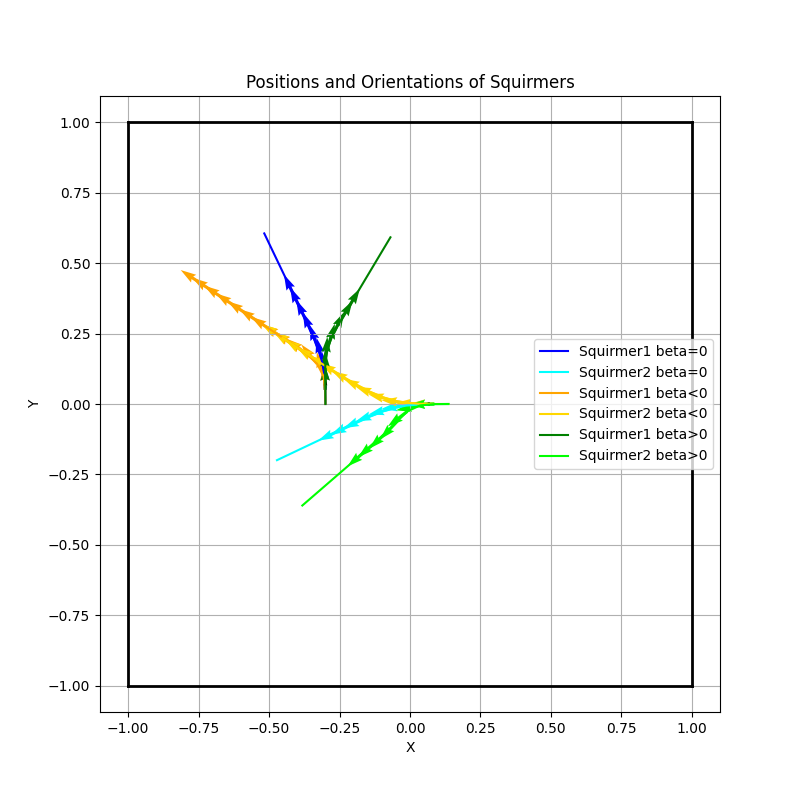 Positions and Orientations of Squirmers
1.00
0.75
0.50
0.25
0.00
−0.25
−0.50
−0.75
−1.00
Y
Squirmer1 beta=0
Squirmer2 beta=0
Squirmer1 beta<0
Squirmer2 beta<0
Squirmer1 beta>0
Squirmer2 beta>0
−1.00 −0.75 −0.50 −0.25 0.00 0.25 0.50 0.75 1.00
X